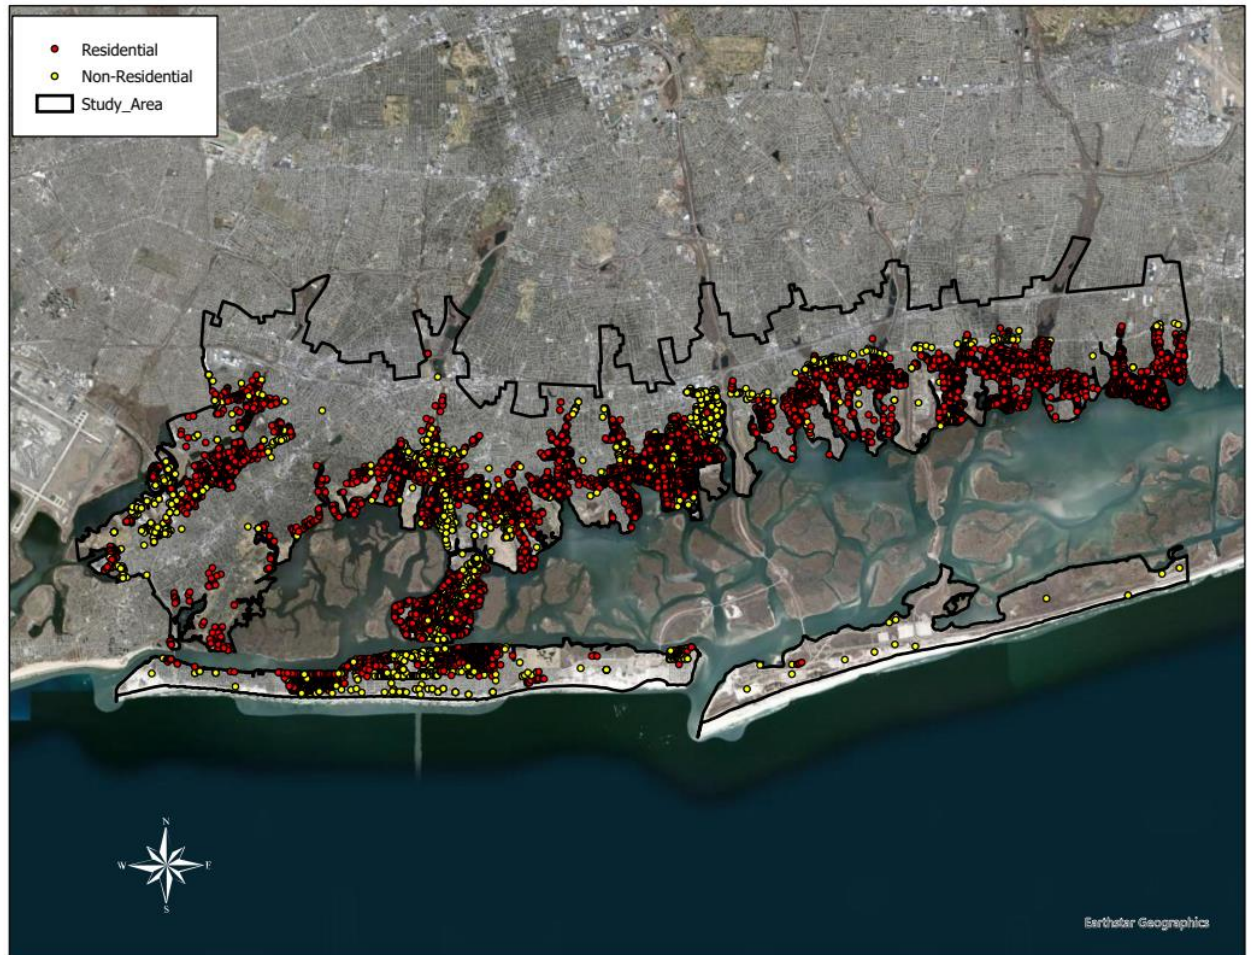 Residential
Non-Residential
Study_Area
N
W
E
S
Earthstar Geographics